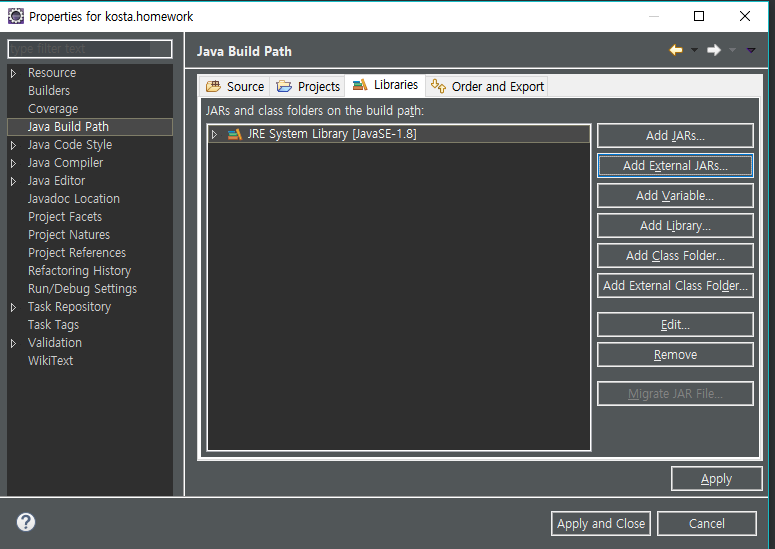 Properties for kosta.homework
type filter text
Resource
Builders
Coverage
Java Build Path
Java Code Style
Java Compiler
Java Editor
Javadoc Location
Project Facets
Project Natures
Project References
Refactoring History
Run/Debug Settings
Task Repository
Task Tags
Validation
WikiText
Java Build Path
Source Projects Libraries Order and Export
JARs and class folders on the build path:
JRE System Library [JavaSE-1.8]
Add JARs...
Add External JARs...
Add Variable...
Add Library...
Add Class Folder...
Add External Class Folder...
Edit...
Remove
Migrate JAR File...
Apply
?
Apply and Close Cancel